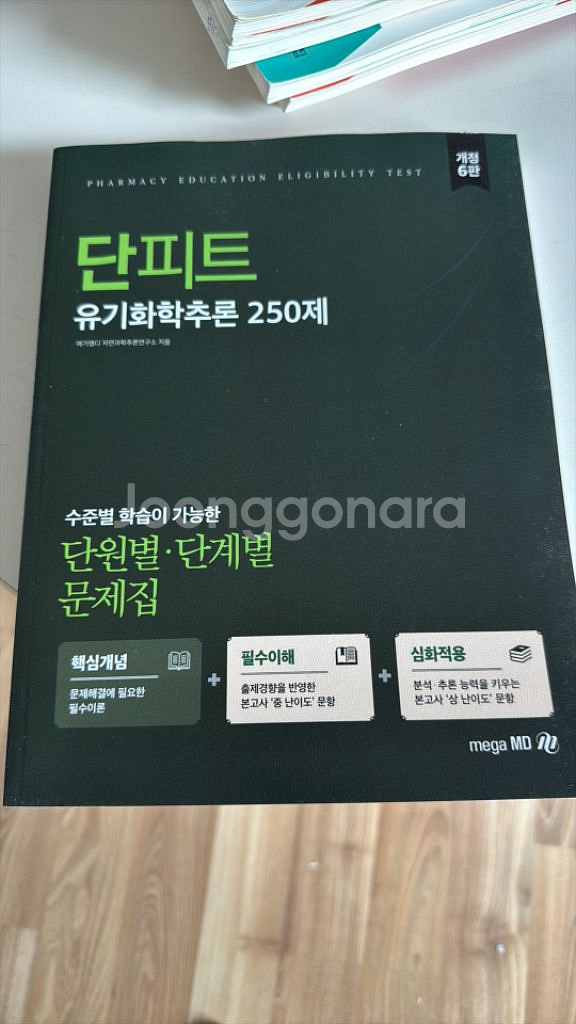 PHARMACY EDUCATION ELIGIBILITY TEST
개정
6판
단피트
유기화학추론 250제
메가엠디 자연과학추론연구소 지음
Joonggonara
수준별 학습이 가능한
단원별·단계별
문제집
핵심개념
문제해결에 필요한
필수이론
+
필수이해
출제경향을 반영한
본고사 '중 난이도' 문항
+
심화적용
분석·추론 능력을 키우는
본고사 '상 난이도' 문항
mega MD